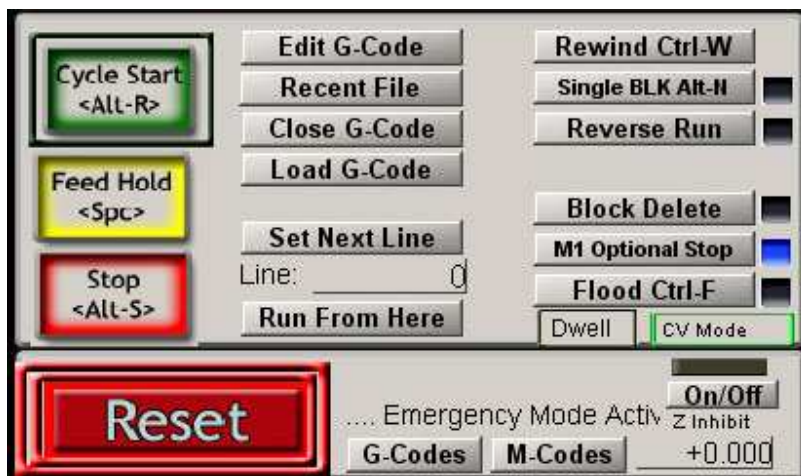 Cycle Start
<Alt-R>
Feed Hold
<Spc>
Stop
<Alt-S>
Edit G-Code
Recent File
Close G-Code
Load G-Code
Set Next Line
Line: 0
Run From Here
Rewind Ctrl-W
Single BLK Alt-N
Reverse Run
Block Delete
M1 Optional Stop
Flood Ctrl-F
Dwell
CV Mode
Reset
.... Emergency Mode Activ
G-Codes
M-Codes
On/Off
Z Inhibit
+0.000